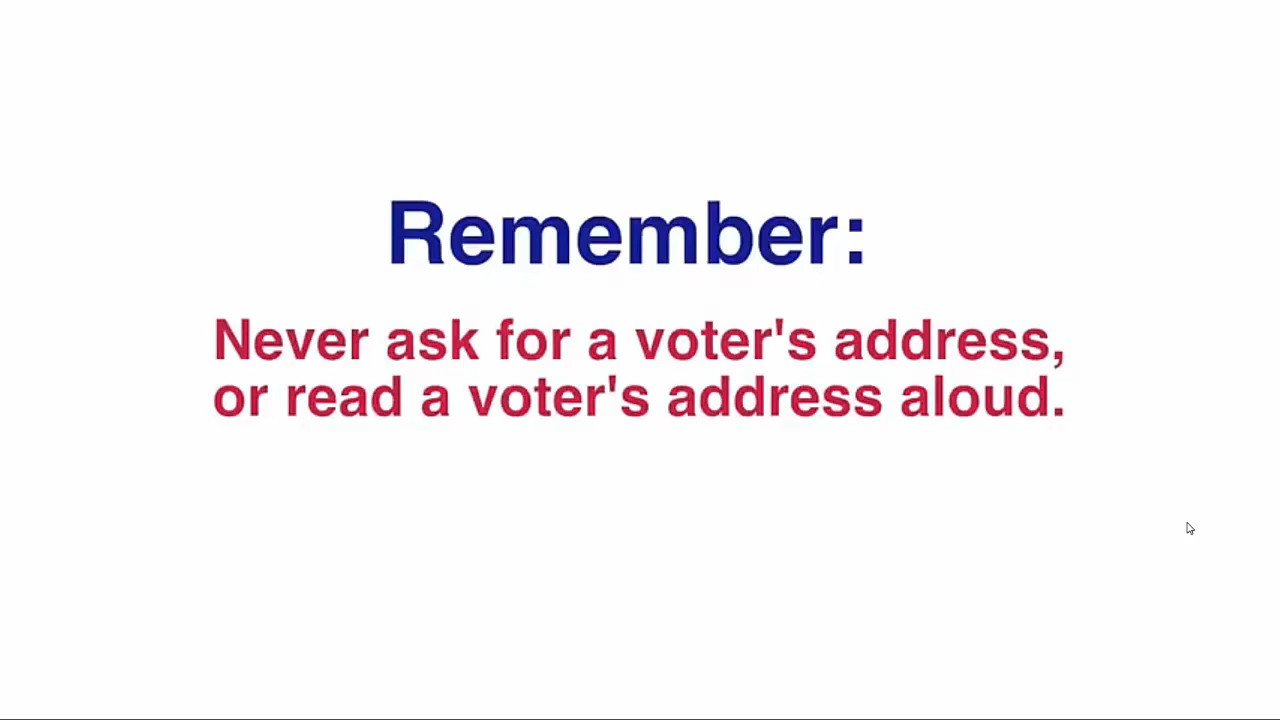 Remember:
Never ask for a voter's address,
or read a voter's address aloud.